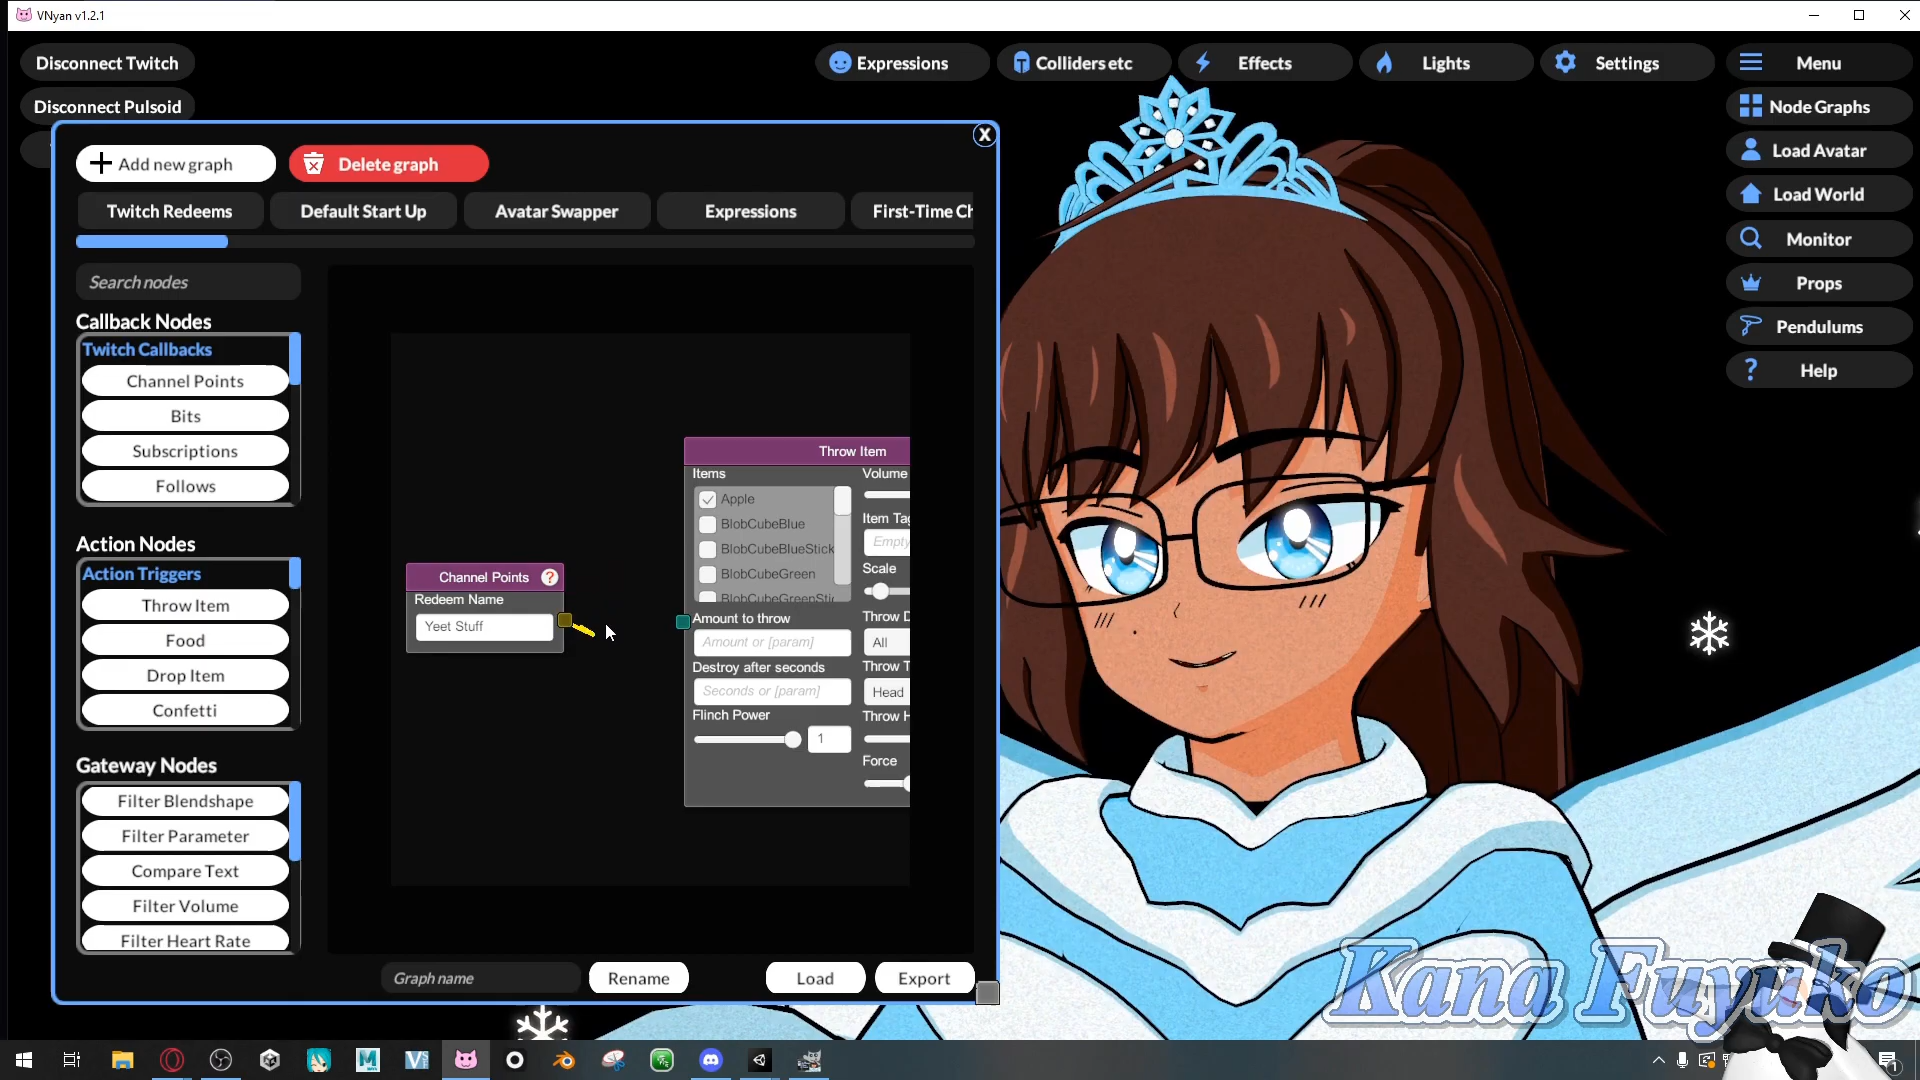 VNyan v1.2.1
Disconnect Twitch
Expressions
Colliders etc
Effects
Lights
Settings
Menu
Disconnect Pulsoid
Node Graphs
Load Avatar
Load World
Monitor
Props
Pendulums
Help
X
Add new graph
Delete graph
Twitch Redeems
Default Start Up
Avatar Swapper
Expressions
First-Time Ch
Search nodes
Callback Nodes
Twitch Callbacks
Channel Points
Bits
Subscriptions
Follows
Action Nodes
Action Triggers
Throw Item
Food
Drop Item
Confetti
Gateway Nodes
Filter Blendshape
Filter Parameter
Compare Text
Filter Volume
Filter Heart Rate
Channel Points ?
Redeem Name
Yeet Stuff
Throw Item
Items
Apple
BlobCubeBlue
BlobCubeBlueStick
BlobCubeGreen
BlobCubeGreenStic
Amount to throw
Amount or [param]
Destroy after seconds
Seconds or [param]
Flinch Power
1
Volume
Item Tag
Empty
Scale
Throw D
All
Throw T
Head
Throw H
Force
Graph name
Rename
Load
Export
Kana Fuyuko